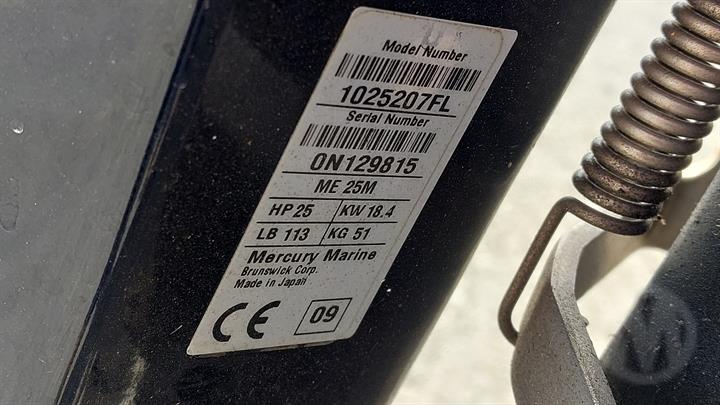 Model Number
1025207FL
Serial Number
0N129815
ME 25M
HP 25 KW 18.4
LB 113 KG 51
Mercury Marine
Brunswick Corp.
Made in Japan
CE 09